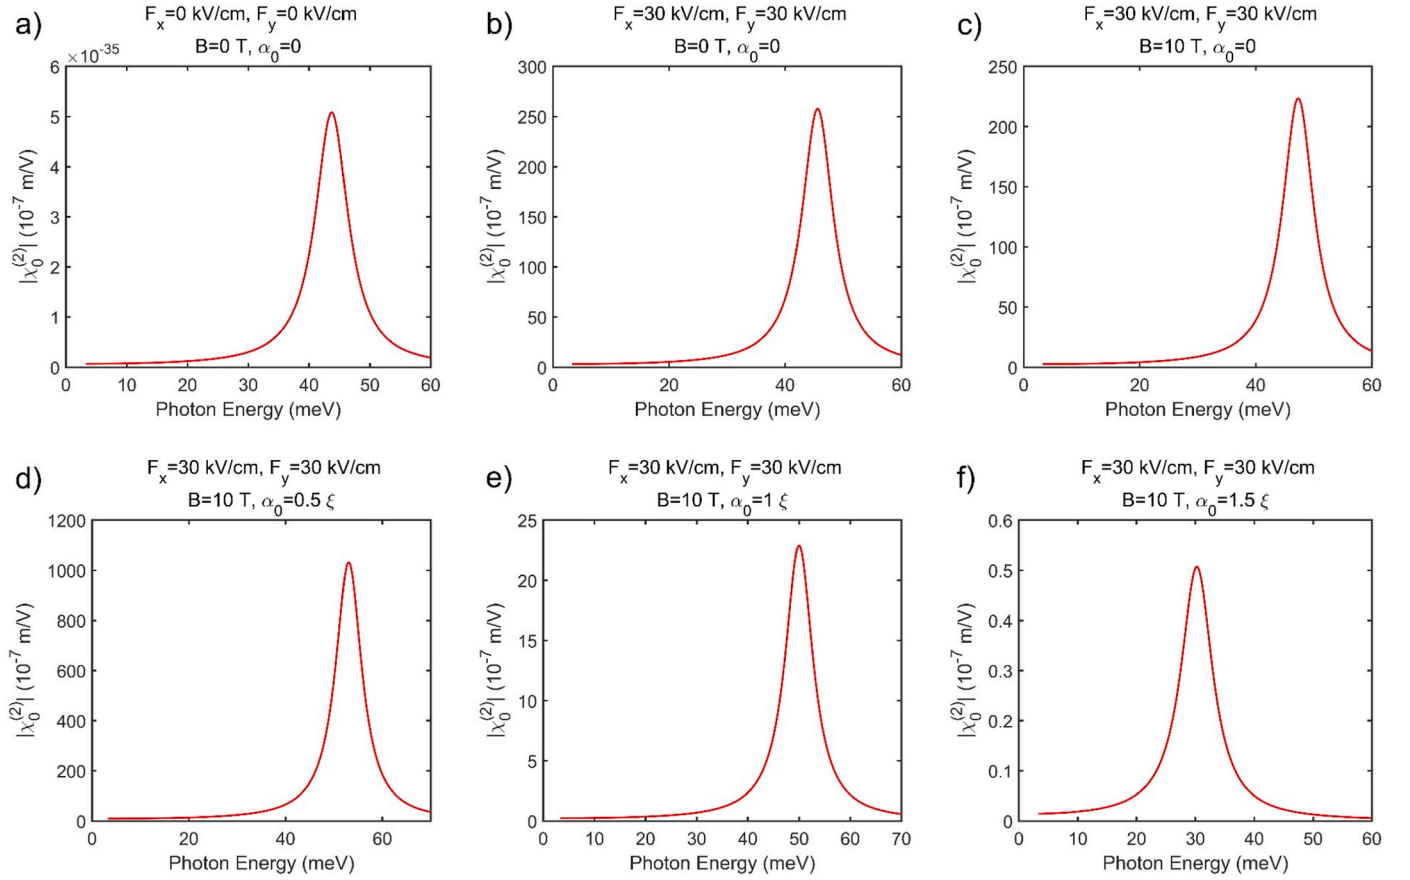 a)
F_x=0 kV/cm, F_y=0 kV/cm
B=0 T, α_0=0
×10^-35
6
5
4
3
2
1
0
0 10 20 30 40 50 60
|χ_0^(2)| (10^-7 m/V)
Photon Energy (meV)
b)
F_x=30 kV/cm, F_y=30 kV/cm
B=0 T, α_0=0
300
250
200
150
100
50
0
0 20 40 60
|χ_0^(2)| (10^-7 m/V)
Photon Energy (meV)
c)
F_x=30 kV/cm, F_y=30 kV/cm
B=10 T, α_0=0
250
200
150
100
50
0
0 20 40 60
|χ_0^(2)| (10^-7 m/V)
Photon Energy (meV)
d)
F_x=30 kV/cm, F_y=30 kV/cm
B=10 T, α_0=0.5 ξ
1200
1000
800
600
400
200
0
0 20 40 60
|χ_0^(2)| (10^-7 m/V)
Photon Energy (meV)
e)
F_x=30 kV/cm, F_y=30 kV/cm
B=10 T, α_0=1 ξ
25
20
15
10
5
0
0 10 20 30 40 50 60 70
|χ_0^(2)| (10^-7 m/V)
Photon Energy (meV)
f)
F_x=30 kV/cm, F_y=30 kV/cm
B=10 T, α_0=1.5 ξ
0.6
0.5
0.4
0.3
0.2
0.1
0
0 10 20 30 40 50 60
|χ_0^(2)| (10^-7 m/V)
Photon Energy (meV)